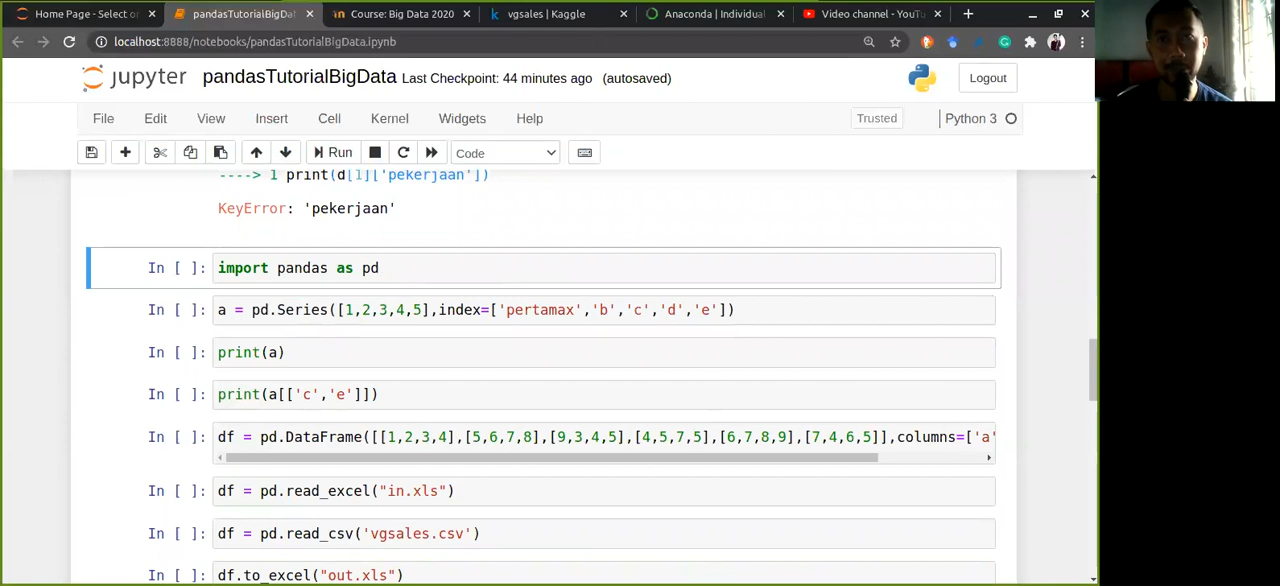 Home Page - Select or
pandasTutorialBigDat
Course: Big Data 2020
vgsales | Kaggle
Anaconda | Individual
Video channel - YouTu
localhost:8888/notebooks/pandasTutorialBigData.ipynb
jupyter pandasTutorialBigData Last Checkpoint: 44 minutes ago (autosaved)
Logout
File Edit View Insert Cell Kernel Widgets Help
Trusted
Python 3
Run
Code
----> 1 print(d[1]['pekerjaan'])
KeyError: 'pekerjaan'
In [ ]: import pandas as pd
In [ ]: a = pd.Series([1,2,3,4,5],index=['pertamax','b','c','d','e'])
In [ ]: print(a)
In [ ]: print(a[['c','e']])
In [ ]: df = pd.DataFrame([[1,2,3,4],[5,6,7,8],[9,3,4,5],[4,5,7,5],[6,7,8,9],[7,4,6,5]],columns=['a'
In [ ]: df = pd.read_excel("in.xls")
In [ ]: df = pd.read_csv('vgsales.csv')
In [ ]: df.to_excel("out.xls")